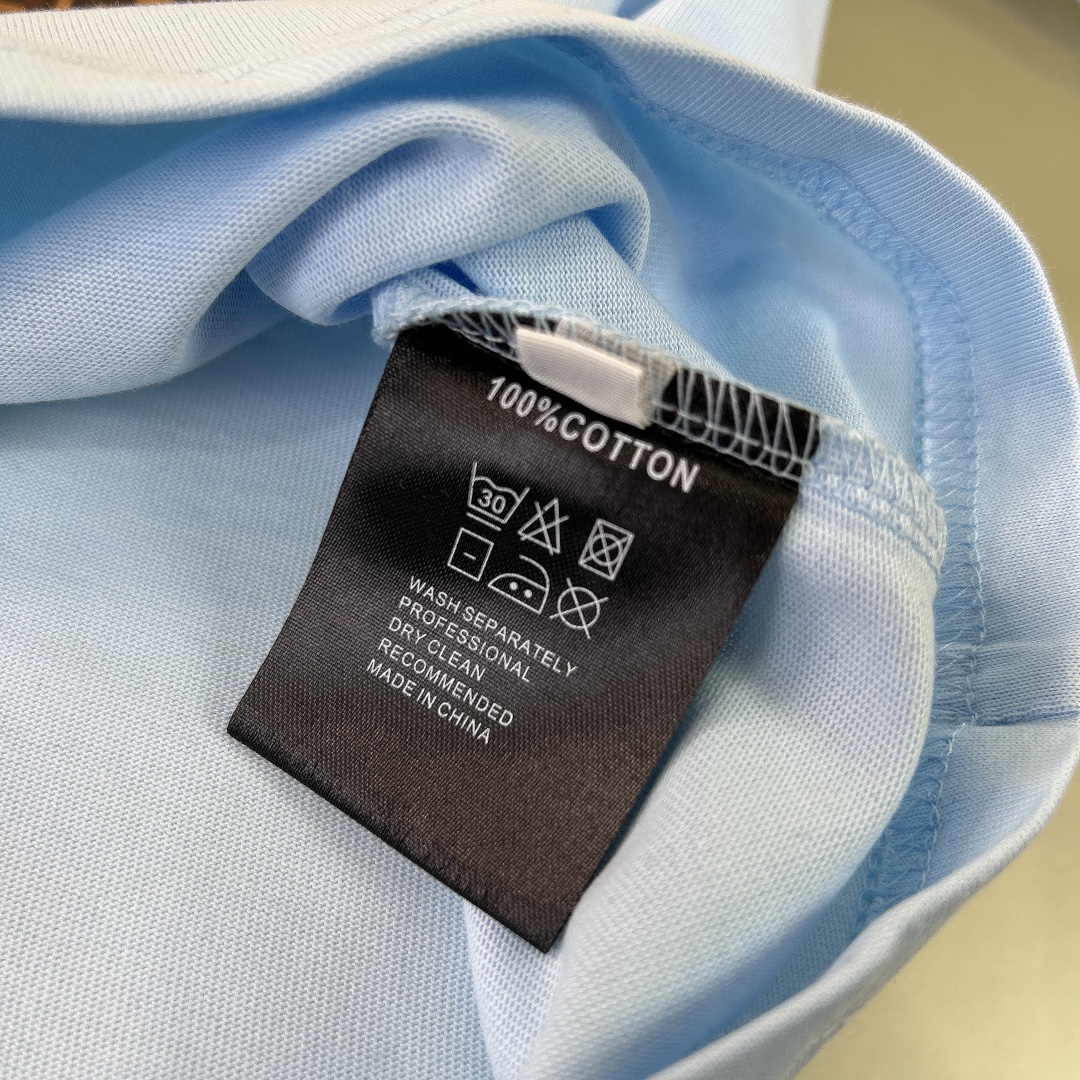 100%COTTON
30
WASH SEPARATELY
PROFESSIONAL
DRY CLEAN
RECOMMENDED
MADE IN CHINA